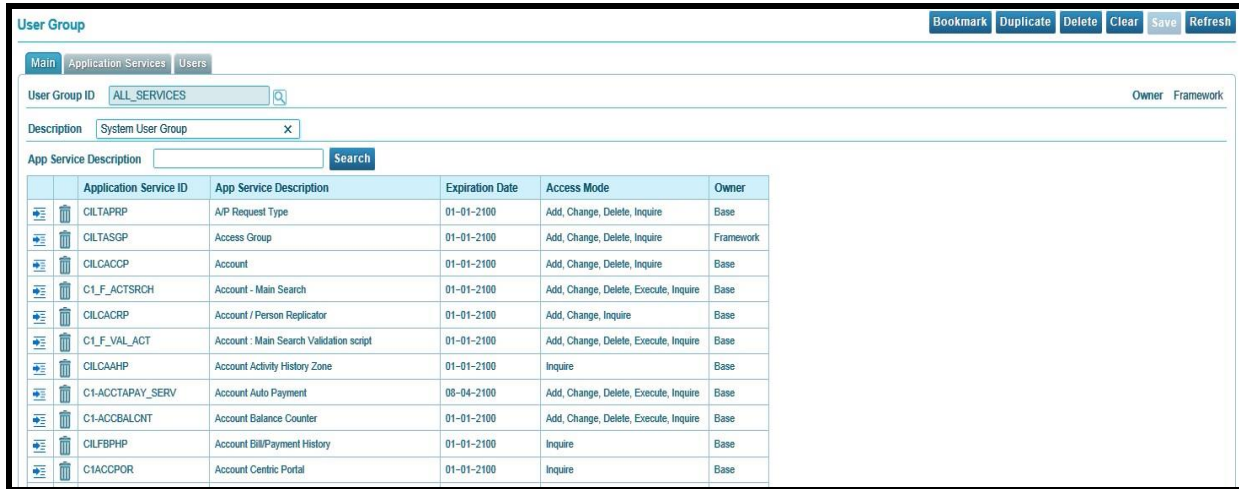 User Group Bookmark Duplicate Delete Clear Save Refresh
Main Application Services Users
User Group ID ALL_SERVICES Owner Framework
Description System User Group X
App Service Description Search
Application Service ID App Service Description Expiration Date Access Mode Owner
CILTAPRP A/P Request Type 01-01-2100 Add, Change, Delete, Inquire Base
CILTASGP Access Group 01-01-2100 Add, Change, Delete, Inquire Framework
CILCACCP Account 01-01-2100 Add, Change, Delete, Inquire Base
C1_F_ACTSRCH Account - Main Search 01-01-2100 Add, Change, Delete, Execute, Inquire Base
CILCACRP Account / Person Replicator 01-01-2100 Add, Change, Inquire Base
C1_F_VAL_ACT Account : Main Search Validation script 01-01-2100 Add, Change, Delete, Execute, Inquire Base
CILCAAHP Account Activity History Zone 01-01-2100 Inquire Base
C1-ACCTAPAY_SERV Account Auto Payment 08-04-2100 Add, Change, Delete, Execute, Inquire Base
C1-ACCBALCNT Account Balance Counter 01-01-2100 Add, Change, Delete, Execute, Inquire Base
CILFBPHP Account Bill/Payment History 01-01-2100 Inquire Base
C1ACCPOR Account Centric Portal 01-01-2100 Inquire Base